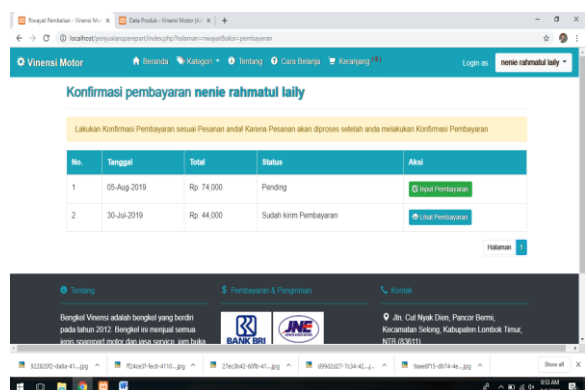 Riwayat Pembelian - Vinensi Mot
Data Produk - Vinensi Motor (Ad
localhost/penjualansparepart/index.php?halaman=riwayat&aksi=pembayaran
Vinensi Motor
Beranda
Kategori
Tentang
Cara Belanja
Keranjang
Login as :
nenie rahmatul laily
Konfirmasi pembayaran nenie rahmatul laily
Lakukan Konfirmasi Pembayaran sesuai Pesanan anda! Karena Pesanan akan diproses setelah anda melakukan Konfirmasi Pembayaran
No. Tanggal Total Status Aksi
1 05-Aug-2019 Rp. 74,000 Pending Input Pembayaran
2 30-Jul-2019 Rp. 44,000 Sudah kirim Pembayaran Lihat Pembayaran
Halaman 1
Tentang
$ Pembayaran & Pengiriman
Kontak
Bengkel Vinensi adalah bengkel yang berdiri
pada tahun 2012. Bengkel ini menjual semua
jenis sparepart motor dan jasa service, jam buka
BANK BRI
JNE
Jln. Cut Nyak Dien, Pancor Bermi,
Kecamatan Selong, Kabupaten Lombok Timur,
NTB (83611)
Show all
8:53 AM